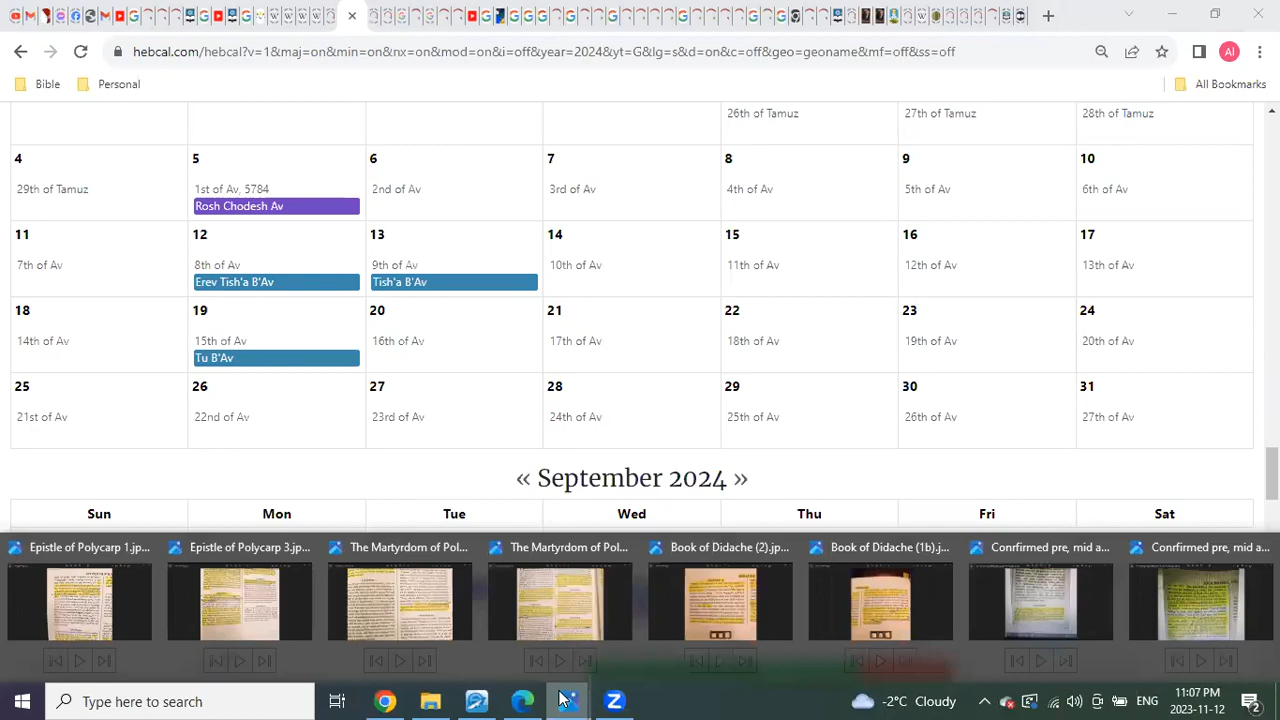 hebcal.com/hebcal?v=1&maj=on&min=on&nx=on&mod=on&i=off&year=2024&yt=G&lg=s&d=on&c=off&geo=geoname&mf=off&ss=off
AI
Bible
Personal
All Bookmarks
26th of Tamuz
27th of Tamuz
28th of Tamuz
4
5
6
7
8
9
10
29th of Tamuz
1st of Av, 5784
2nd of Av
3rd of Av
4th of Av
5th of Av
6th of Av
Rosh Chodesh Av
11
12
13
14
15
16
17
7th of Av
8th of Av
9th of Av
10th of Av
11th of Av
12th of Av
13th of Av
Erev Tish'a B'Av
Tish'a B'Av
18
19
20
21
22
23
24
14th of Av
15th of Av
16th of Av
17th of Av
18th of Av
19th of Av
20th of Av
Tu B'Av
25
26
27
28
29
30
31
21st of Av
22nd of Av
23rd of Av
24th of Av
25th of Av
26th of Av
27th of Av
« September 2024 »
Sun
Mon
Tue
Wed
Thu
Fri
Sat
Epistle of Polycarp 1.jp...
Epistle of Polycarp 3.jp...
The Martyrdom of Pol...
The Martyrdom of Pol...
Book of Didache (2).jp...
Book of Didache (1b).j...
Conrfirmed pre, mid a...
Conrfirmed pre, mid a...
Type here to search
-2°C Cloudy
ENG
11:07 PM
2023-11-12
2